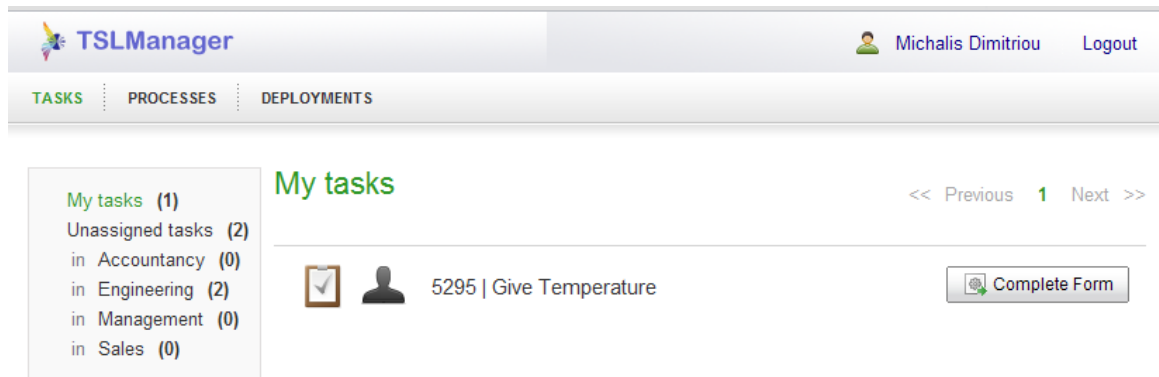 TSLManager
Michalis Dimitriou Logout
TASKS PROCESSES DEPLOYMENTS
My tasks (1)
Unassigned tasks (2)
in Accountancy (0)
in Engineering (2)
in Management (0)
in Sales (0)
My tasks
<< Previous 1 Next >>
5295 | Give Temperature
Complete Form